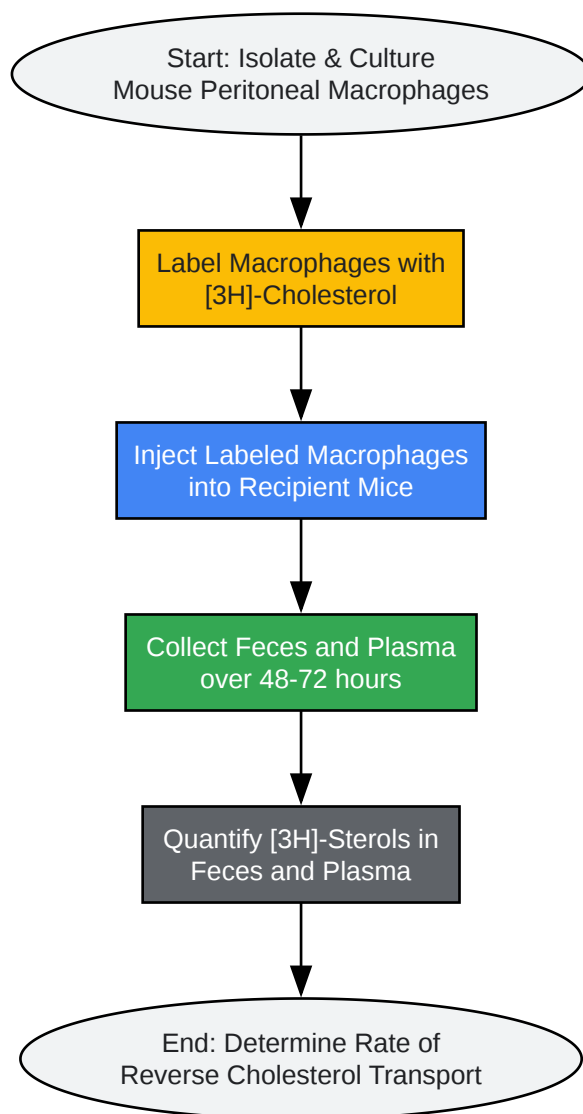 Start: Isolate & Culture
Mouse Peritoneal Macrophages
Label Macrophages with
[3H]-Cholesterol
Inject Labeled Macrophages
into Recipient Mice
Collect Feces and Plasma
over 48-72 hours
Quantify [3H]-Sterols in
Feces and Plasma
End: Determine Rate of
Reverse Cholesterol Transport